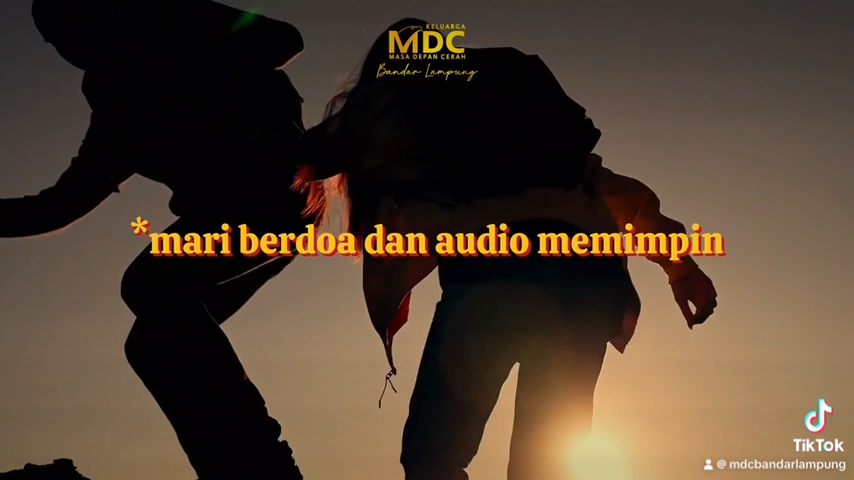 KELUARGA
MDC
MASA DEPAN CERAH
Bandar Lampung
*mari berdoa dan audio memimpin
TikTok
@ mdcbandarlampung